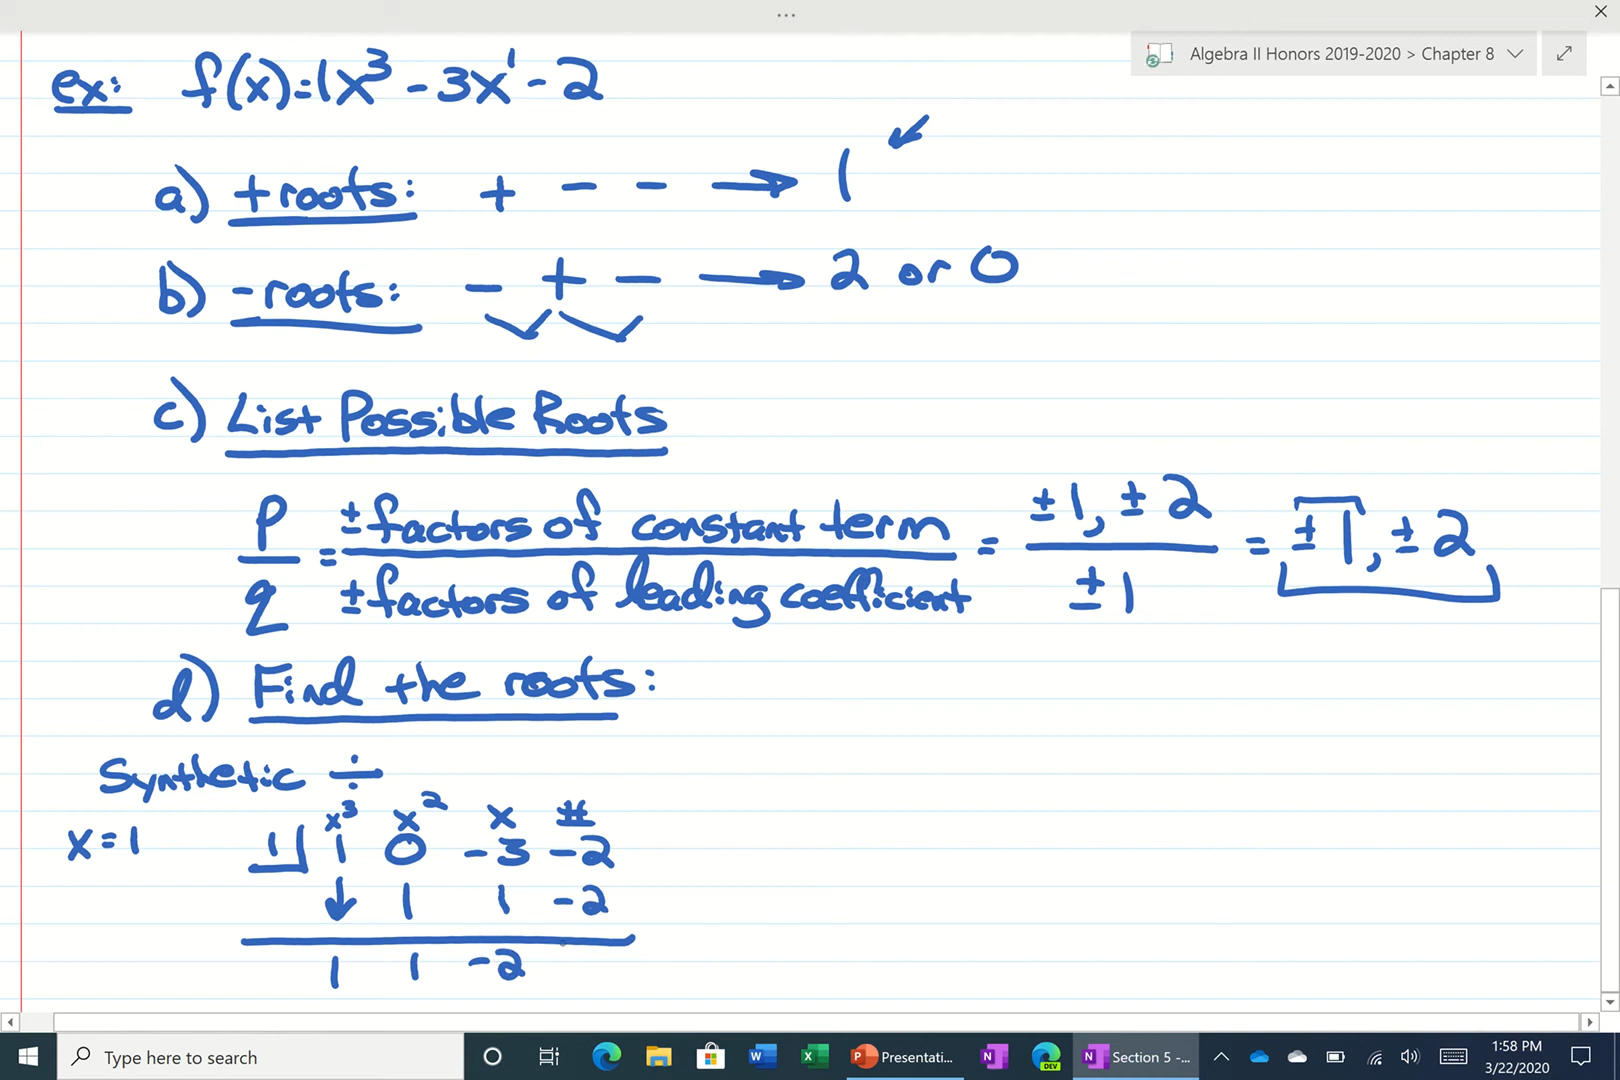 Algebra II Honors 2019-2020 > Chapter 8
ex: f(x)=1x³ - 3x¹ - 2
a) +roots: + - - → 1
b) -roots: - + - → 2 or 0
c) List Possible Roots
p/q = ±factors of constant term / ±factors of leading coefficient = ±1, ±2 / ±1 = ±1, ±2
d) Find the roots:
Synthetic ÷
x³ x² x #
x=1 1 1 0 -3 -2
↓ 1 1 -2
1 1 -2
Type here to search
Presentati...
DEV
Section 5 -...
1:58 PM
3/22/2020